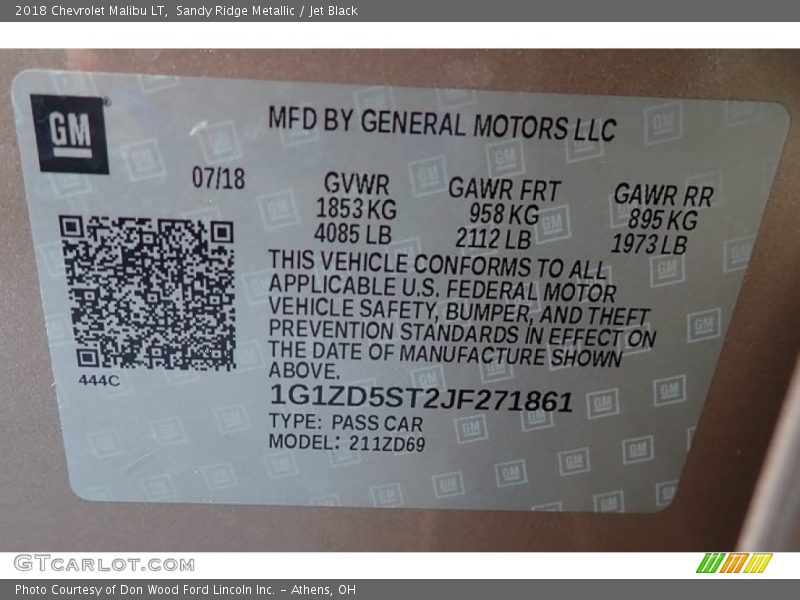 2018 Chevrolet Malibu LT, Sandy Ridge Metallic / Jet Black
GM®
MFD BY GENERAL MOTORS LLC
07/18
GVWR GAWR FRT GAWR RR
1853 KG 958 KG 895 KG
4085 LB 2112 LB 1973 LB
THIS VEHICLE CONFORMS TO ALL
APPLICABLE U.S. FEDERAL MOTOR
VEHICLE SAFETY, BUMPER, AND THEFT
PREVENTION STANDARDS IN EFFECT ON
THE DATE OF MANUFACTURE SHOWN
ABOVE.
444C
1G1ZD5ST2JF271861
TYPE: PASS CAR
MODEL: 211ZD69
GTCARLOT.COM
Photo Courtesy of Don Wood Ford Lincoln Inc. - Athens, OH